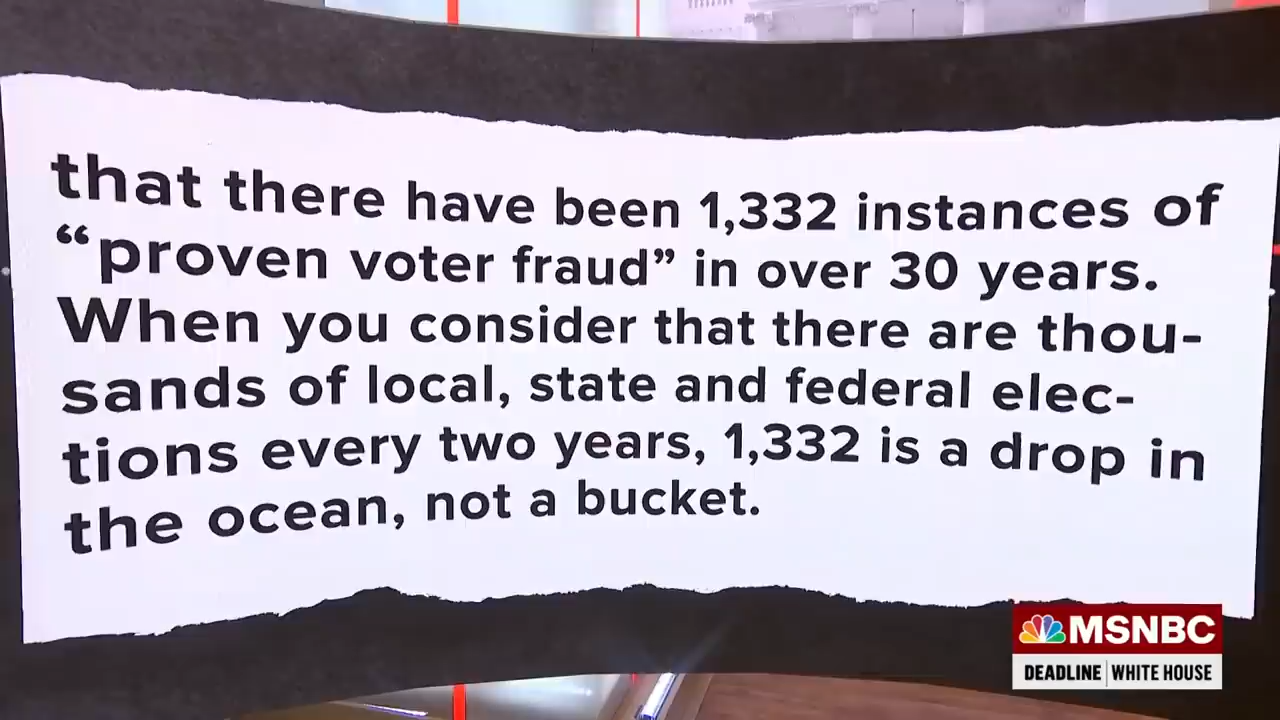 that there have been 1,332 instances of
“proven voter fraud” in over 30 years.
When you consider that there are thou-
sands of local, state and federal elec-
tions every two years, 1,332 is a drop in
the ocean, not a bucket.
MSNBC
DEADLINE | WHITE HOUSE